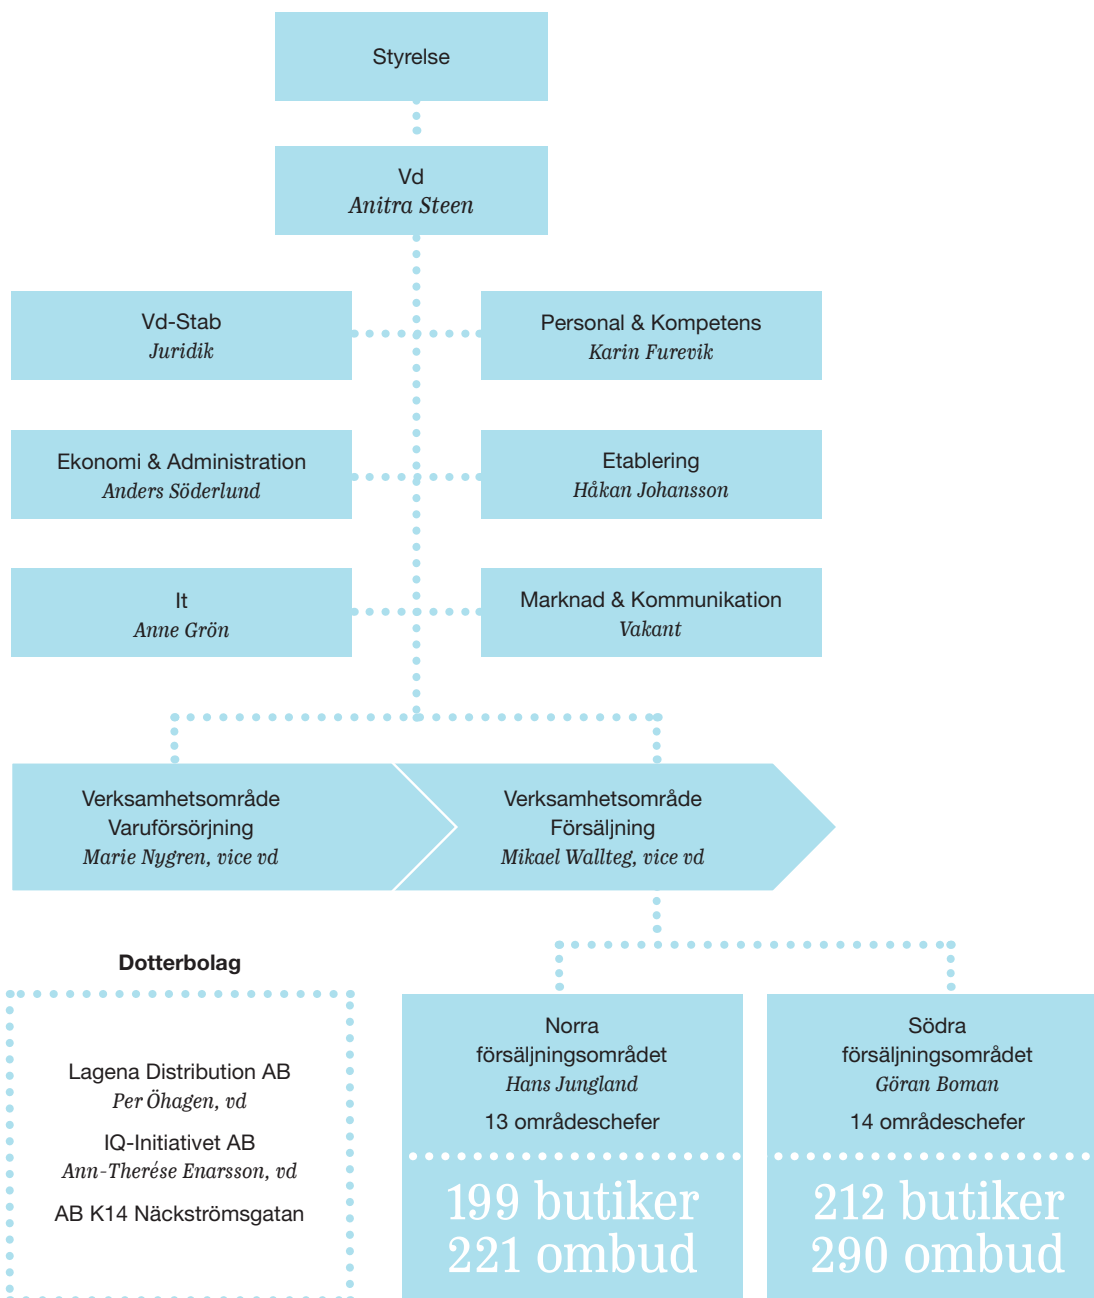 Styrelse
Vd
Anitra Steen
Vd-Stab
Juridik
Personal & Kompetens
Karin Furevik
Ekonomi & Administration
Anders Söderlund
Etablering
Håkan Johansson
It
Anne Grön
Marknad & Kommunikation
Vakant
Verksamhetsområde
Varuförsörjning
Marie Nygren, vice vd
Verksamhetsområde
Försäljning
Mikael Wallteg, vice vd
Dotterbolag
Lagena Distribution AB
Per Öhagen, vd
IQ-Initiativet AB
Ann-Therése Enarsson, vd
AB K14 Näckströmsgatan
Norra
försäljningsområdet
Hans Jungland
13 områdeschefer
199 butiker
221 ombud
Södra
försäljningsområdet
Göran Boman
14 områdeschefer
212 butiker
290 ombud